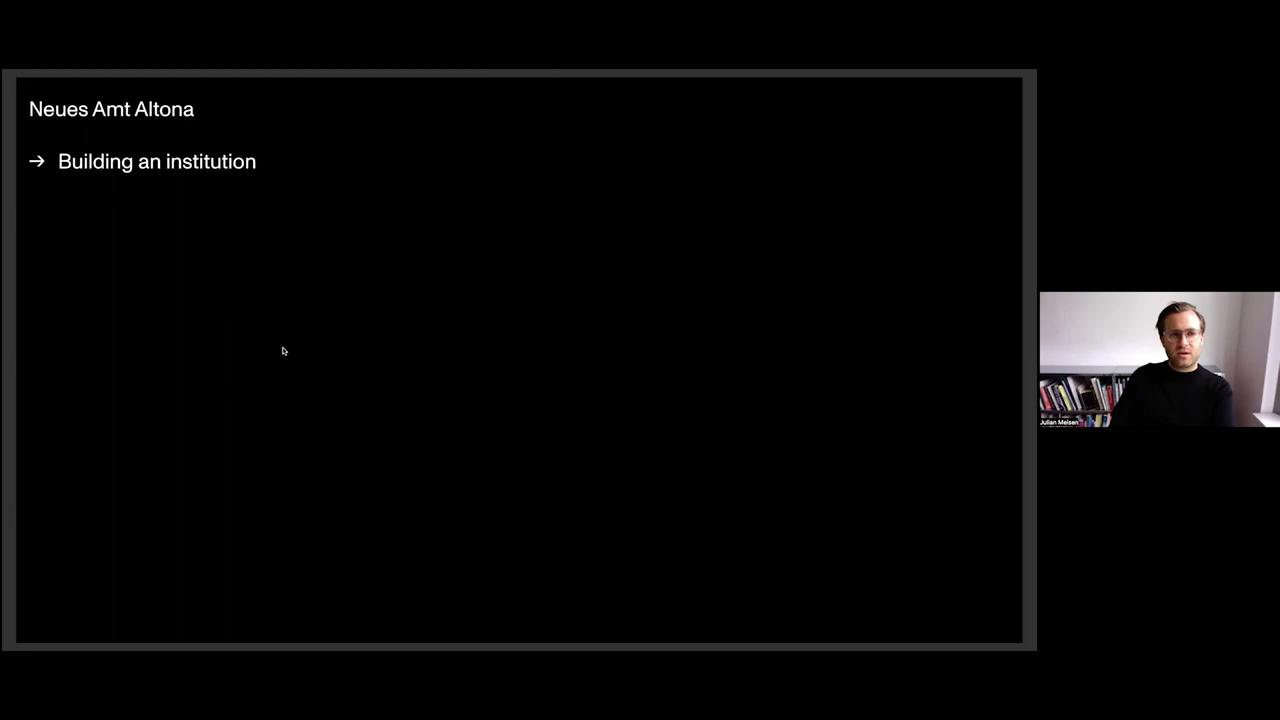 Neues Amt Altona
→ Building an institution
Julian Meisen